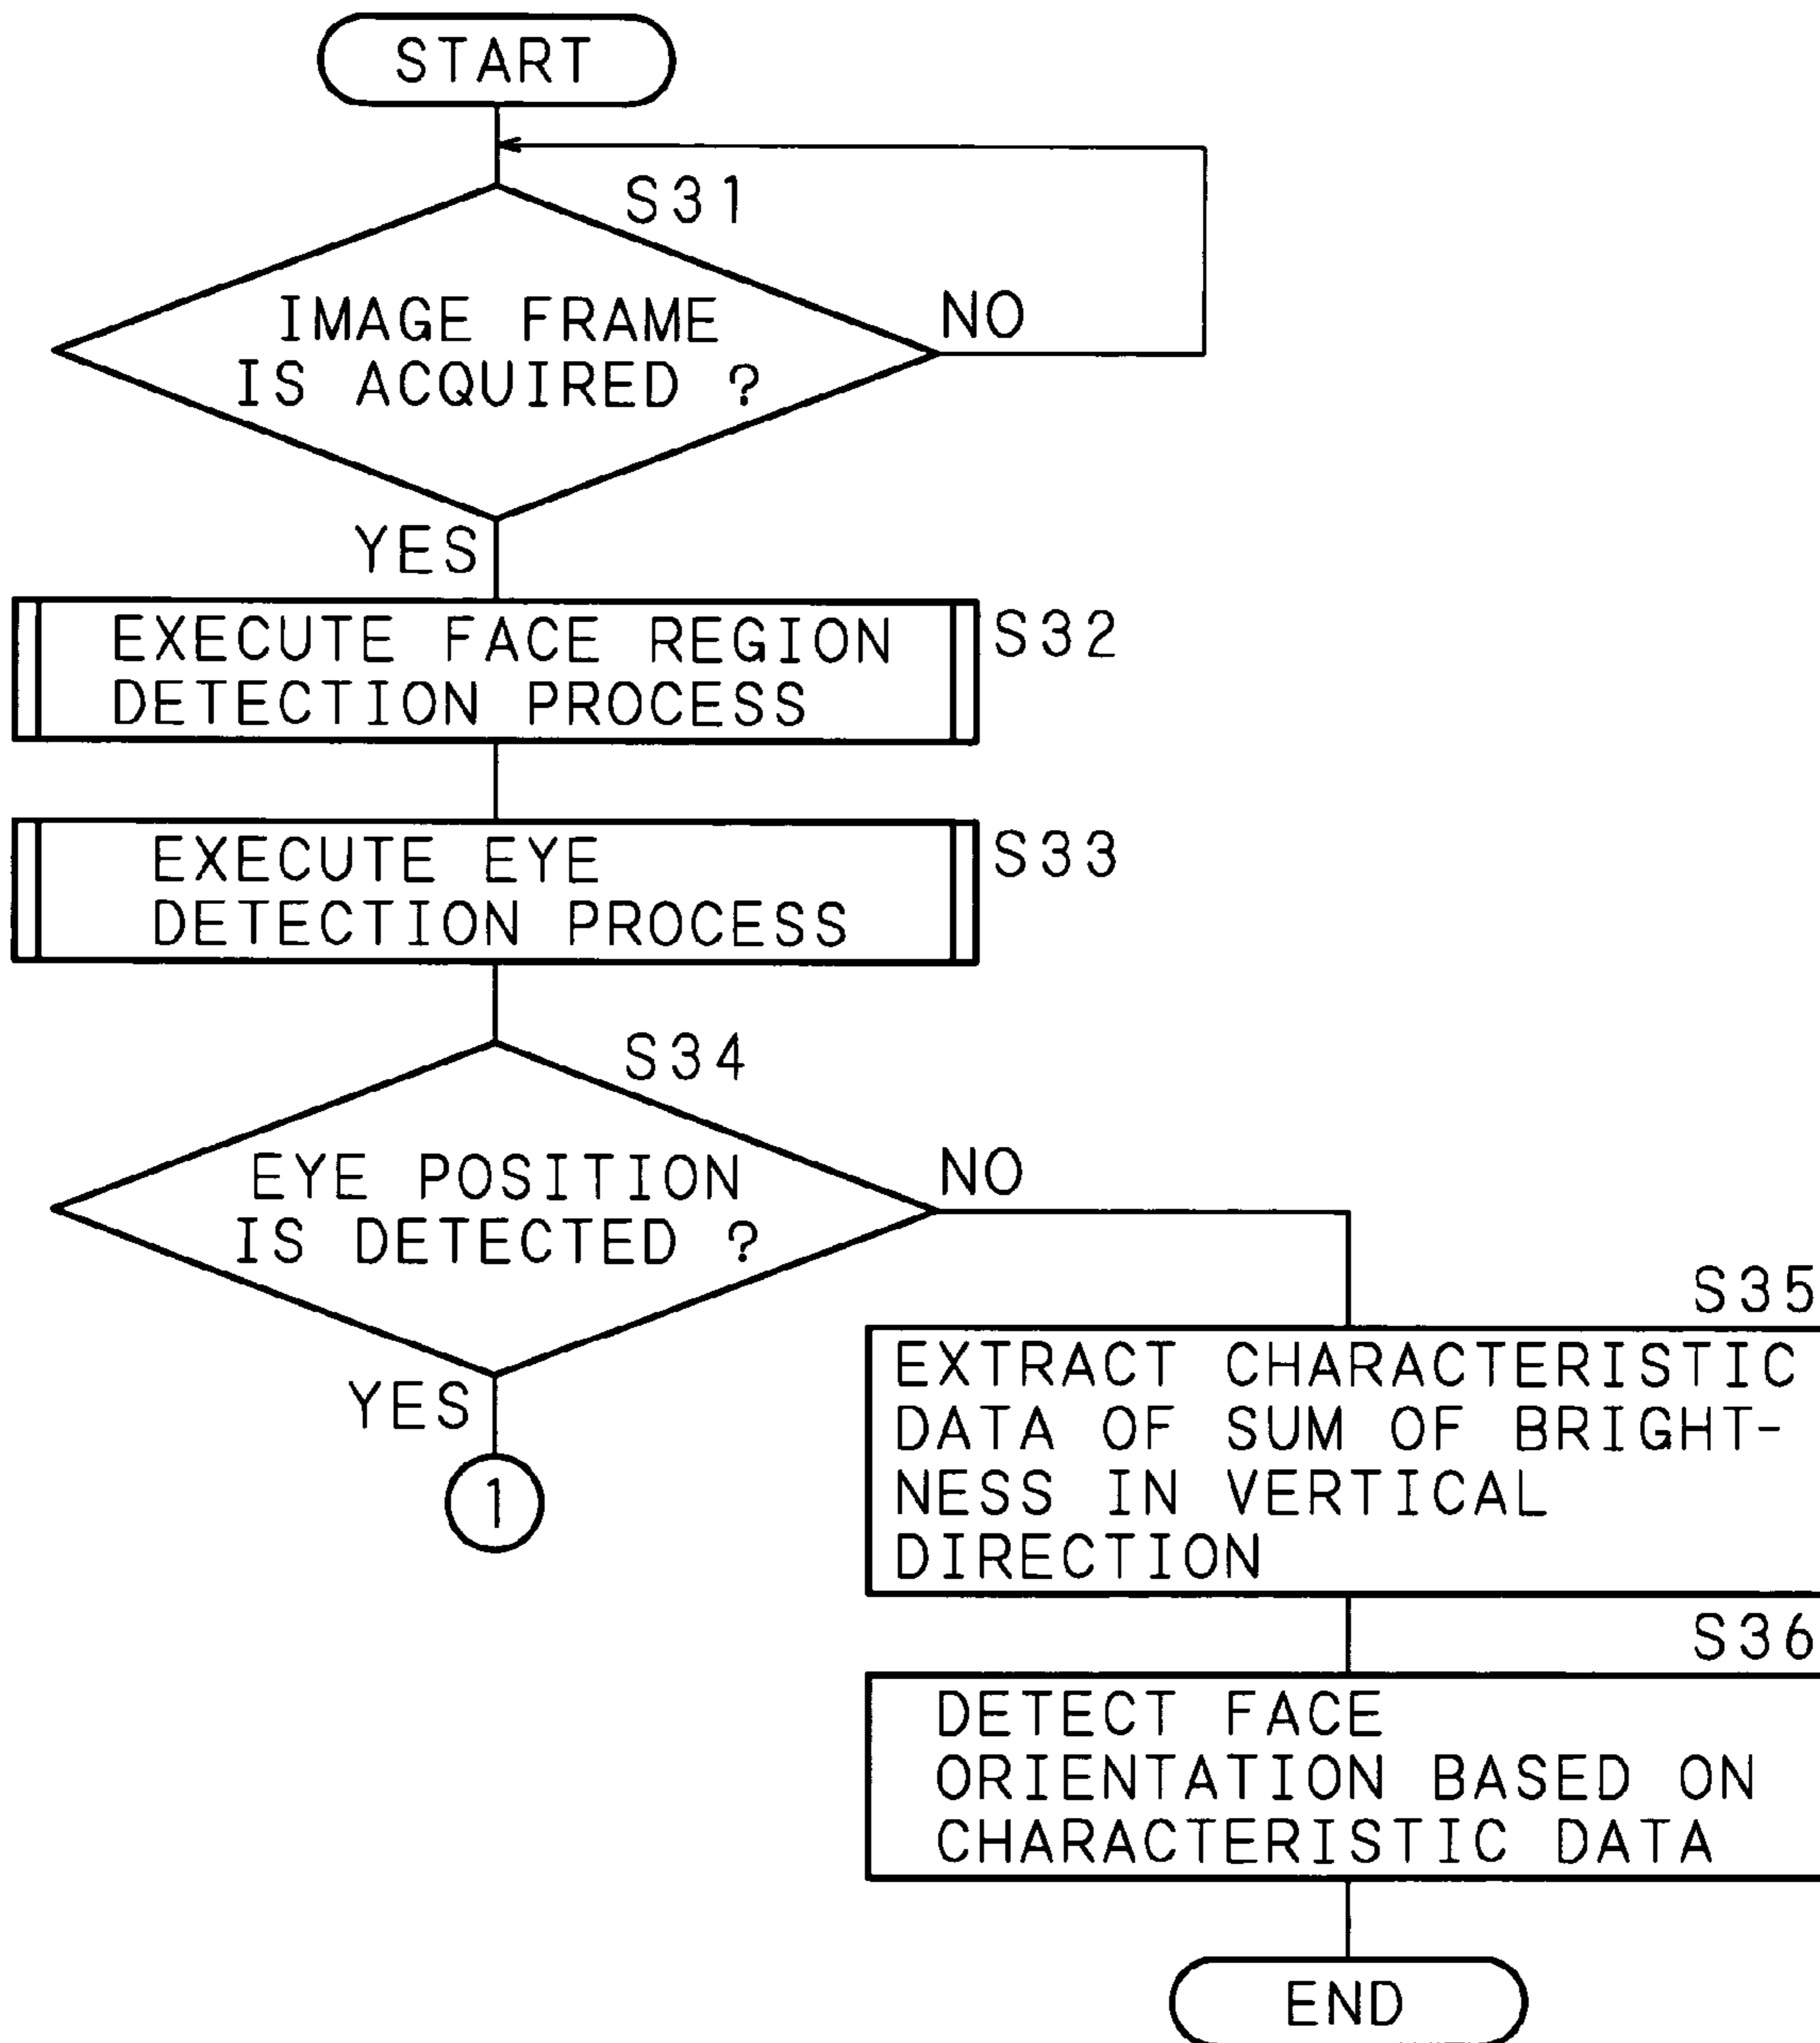 START
S31
IMAGE FRAME
IS ACQUIRED ?
NO
YES
EXECUTE FACE REGION
DETECTION PROCESS
S32
EXECUTE EYE
DETECTION PROCESS
S33
S34
EYE POSITION
IS DETECTED ?
NO
YES
1
S35
EXTRACT CHARACTERISTIC
DATA OF SUM OF BRIGHT-
NESS IN VERTICAL
DIRECTION
S36
DETECT FACE
ORIENTATION BASED ON
CHARACTERISTIC DATA
END